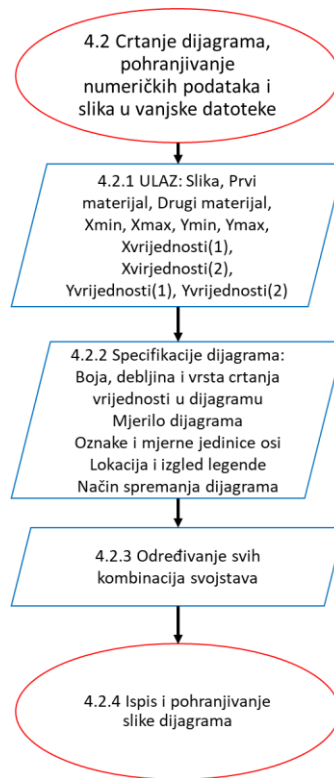 4.2 Crtanje dijagrama,
pohranjivanje
numeričkih podataka i
slika u vanjske datoteke
4.2.1 ULAZ: Slika, Prvi
materijal, Drugi materijal,
Xmin, Xmax, Ymin, Ymax,
Xvrijednosti(1),
Xvirjednosti(2),
Yvrijednosti(1), Yvrijednosti(2)
4.2.2 Specifikacije dijagrama:
Boja, debljina i vrsta crtanja
vrijednosti u dijagramu
Mjerilo dijagrama
Oznake i mjerne jedinice osi
Lokacija i izgled legende
Način spremanja dijagrama
4.2.3 Određivanje svih
kombinacija svojstava
4.2.4 Ispis i pohranjivanje
slike dijagrama